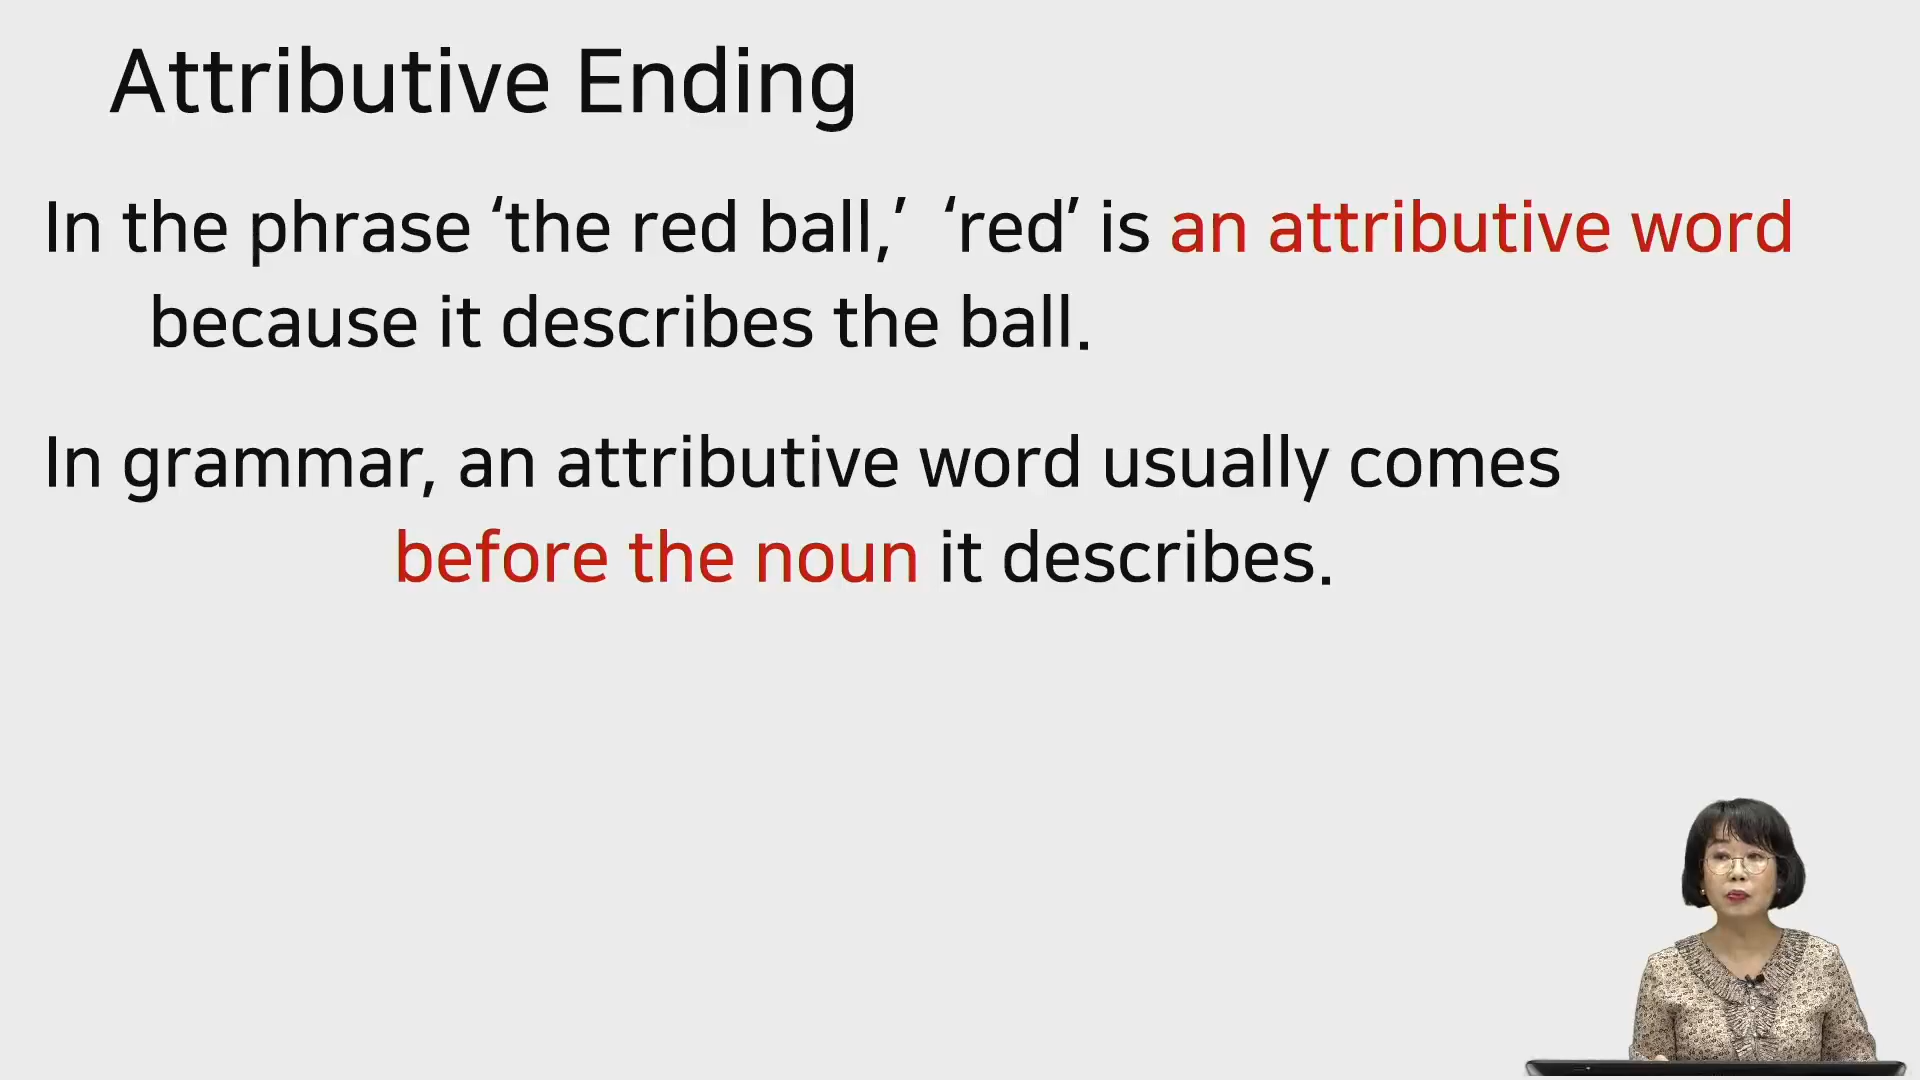 Attributive Ending
In the phrase ‘the red ball,’ ‘red’ is an attributive word
because it describes the ball.
In grammar, an attributive word usually comes
before the noun it describes.